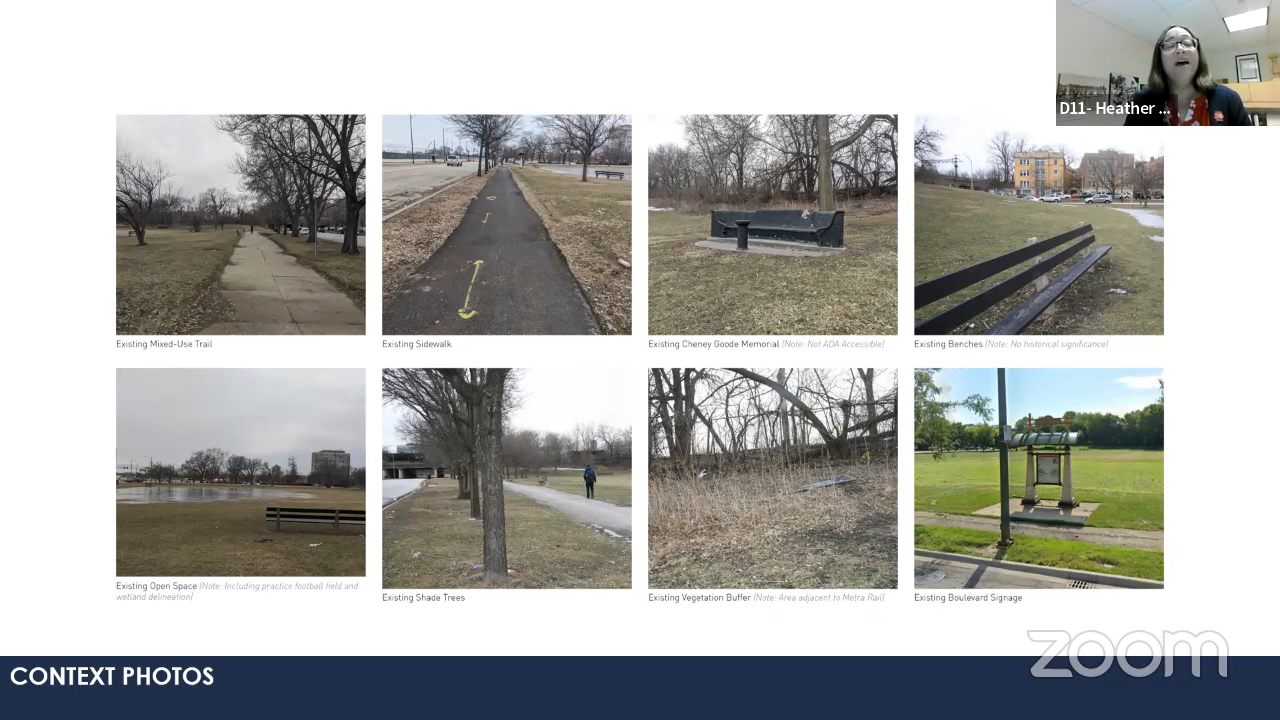 D11- Heather ...
Existing Mixed-Use Trail
Existing Sidewalk
Existing Cheney Goode Memorial (Note: Not ADA Accessible)
Existing Benches (Note: No historical significance)
Existing Open Space (Note: Including practice football field and
wetland delineation)
Existing Shade Trees
Existing Vegetation Buffer (Note: Area adjacent to Metra Rail)
Existing Boulevard Signage
zoom
CONTEXT PHOTOS